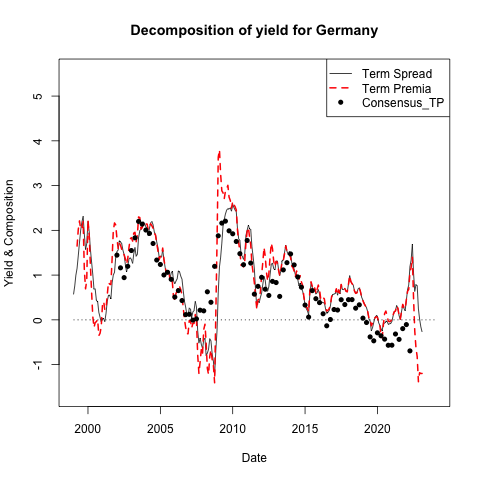 Decomposition of yield for Germany
Term Spread
Term Premia
Consensus_TP
Yield & Composition
5
4
3
2
1
0
-1
2000 2005 2010 2015 2020
Date